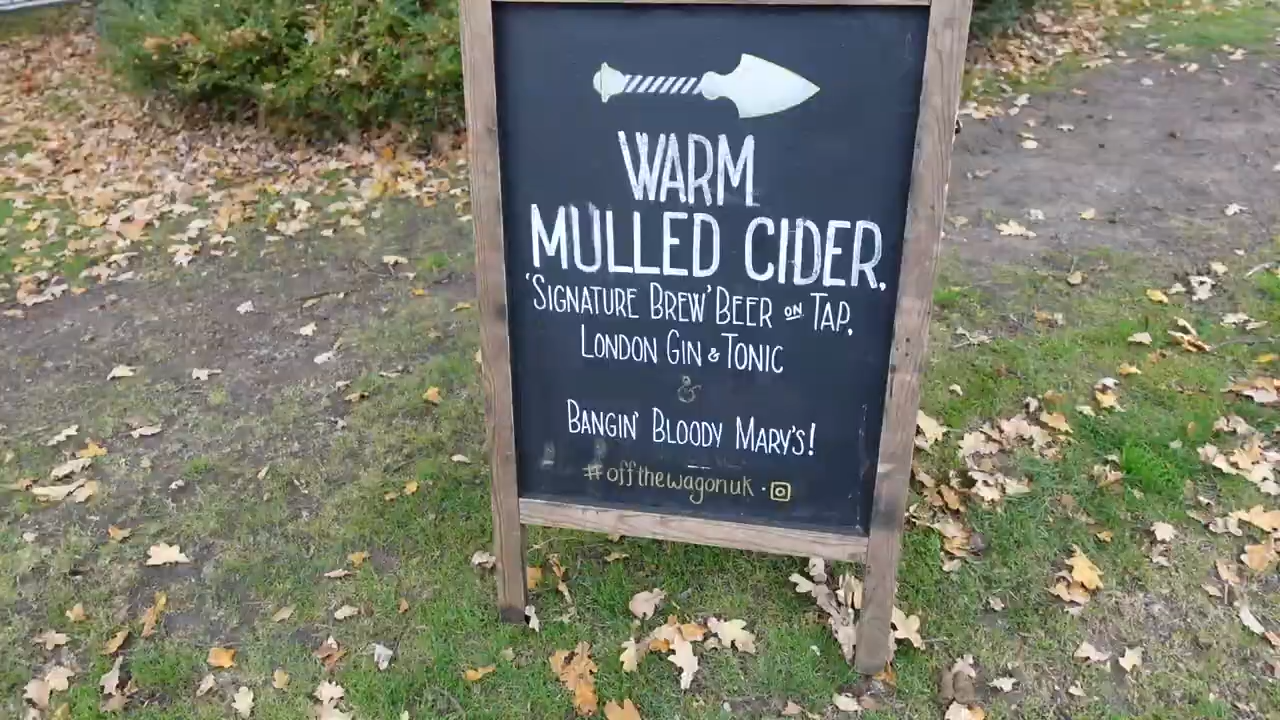 WARM
MULLED CIDER,
'SIGNATURE BREW' BEER ON TAP,
LONDON GIN & TONIC
&
BANGIN' BLOODY MARY'S!
#offthewagonuk ·